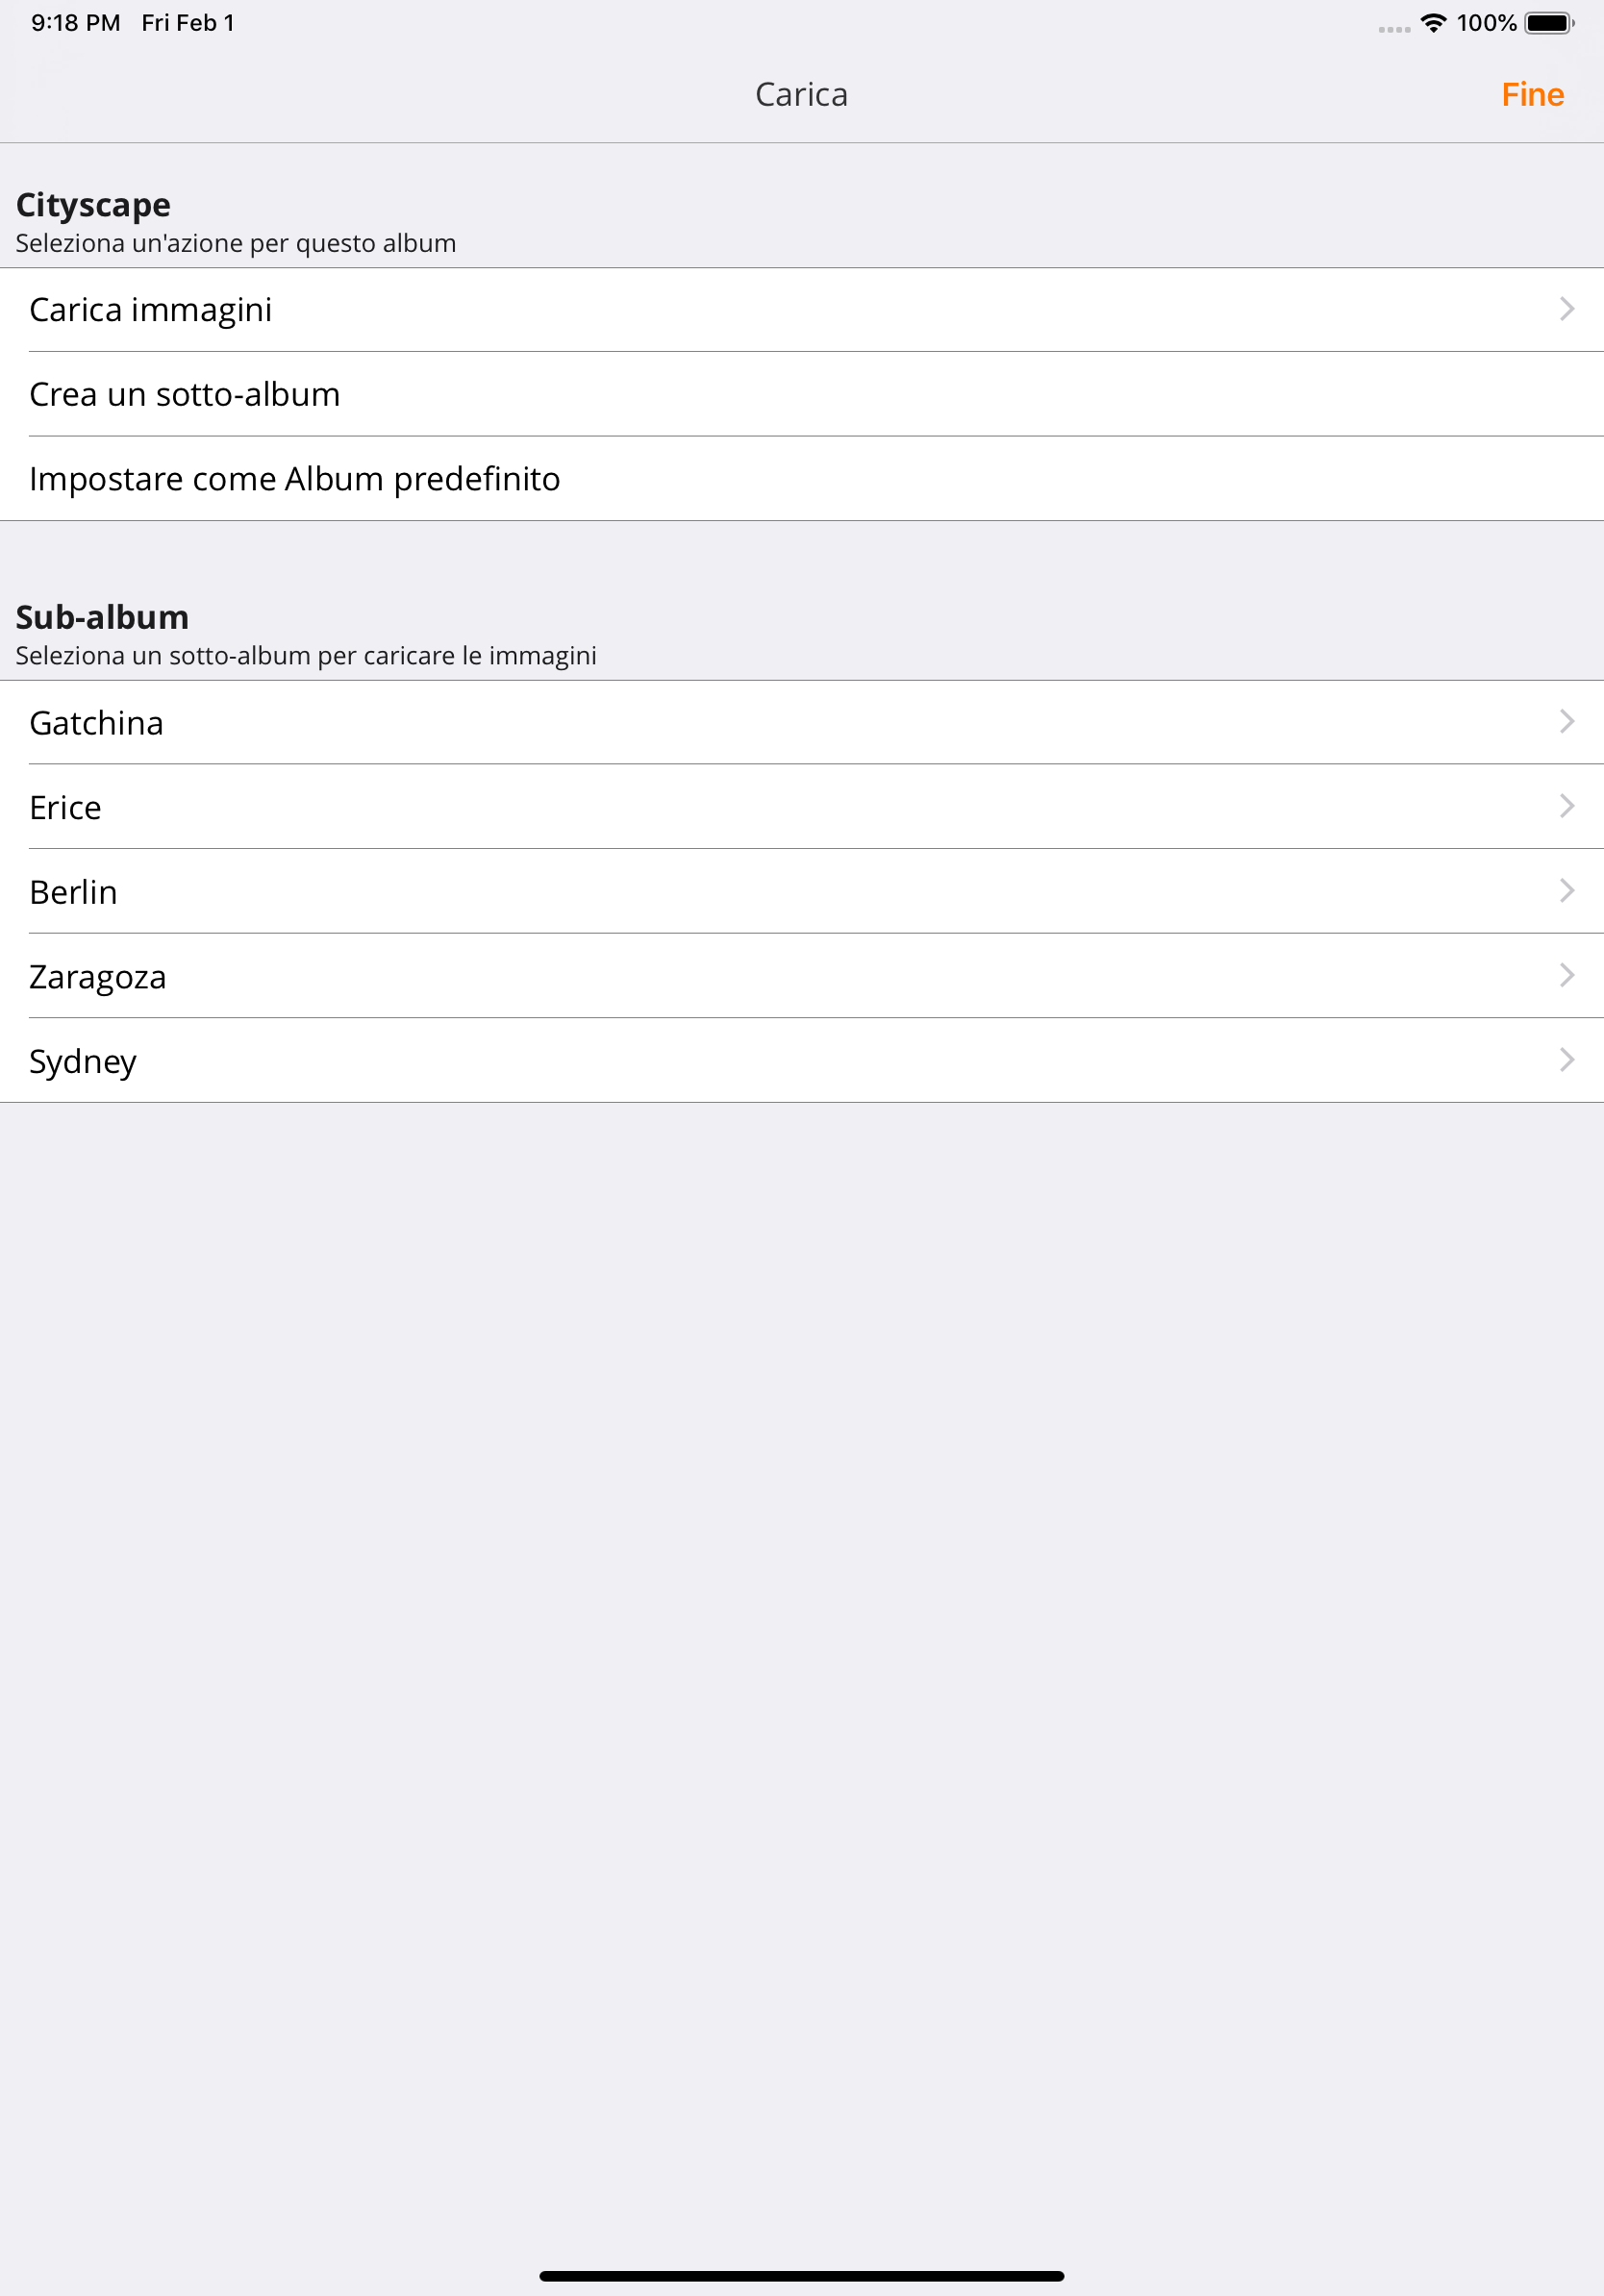 9:18 PM Fri Feb 1 100%
Carica Fine
Cityscape
Seleziona un'azione per questo album
Carica immagini
Crea un sotto-album
Impostare come Album predefinito
Sub-album
Seleziona un sotto-album per caricare le immagini
Gatchina
Erice
Berlin
Zaragoza
Sydney